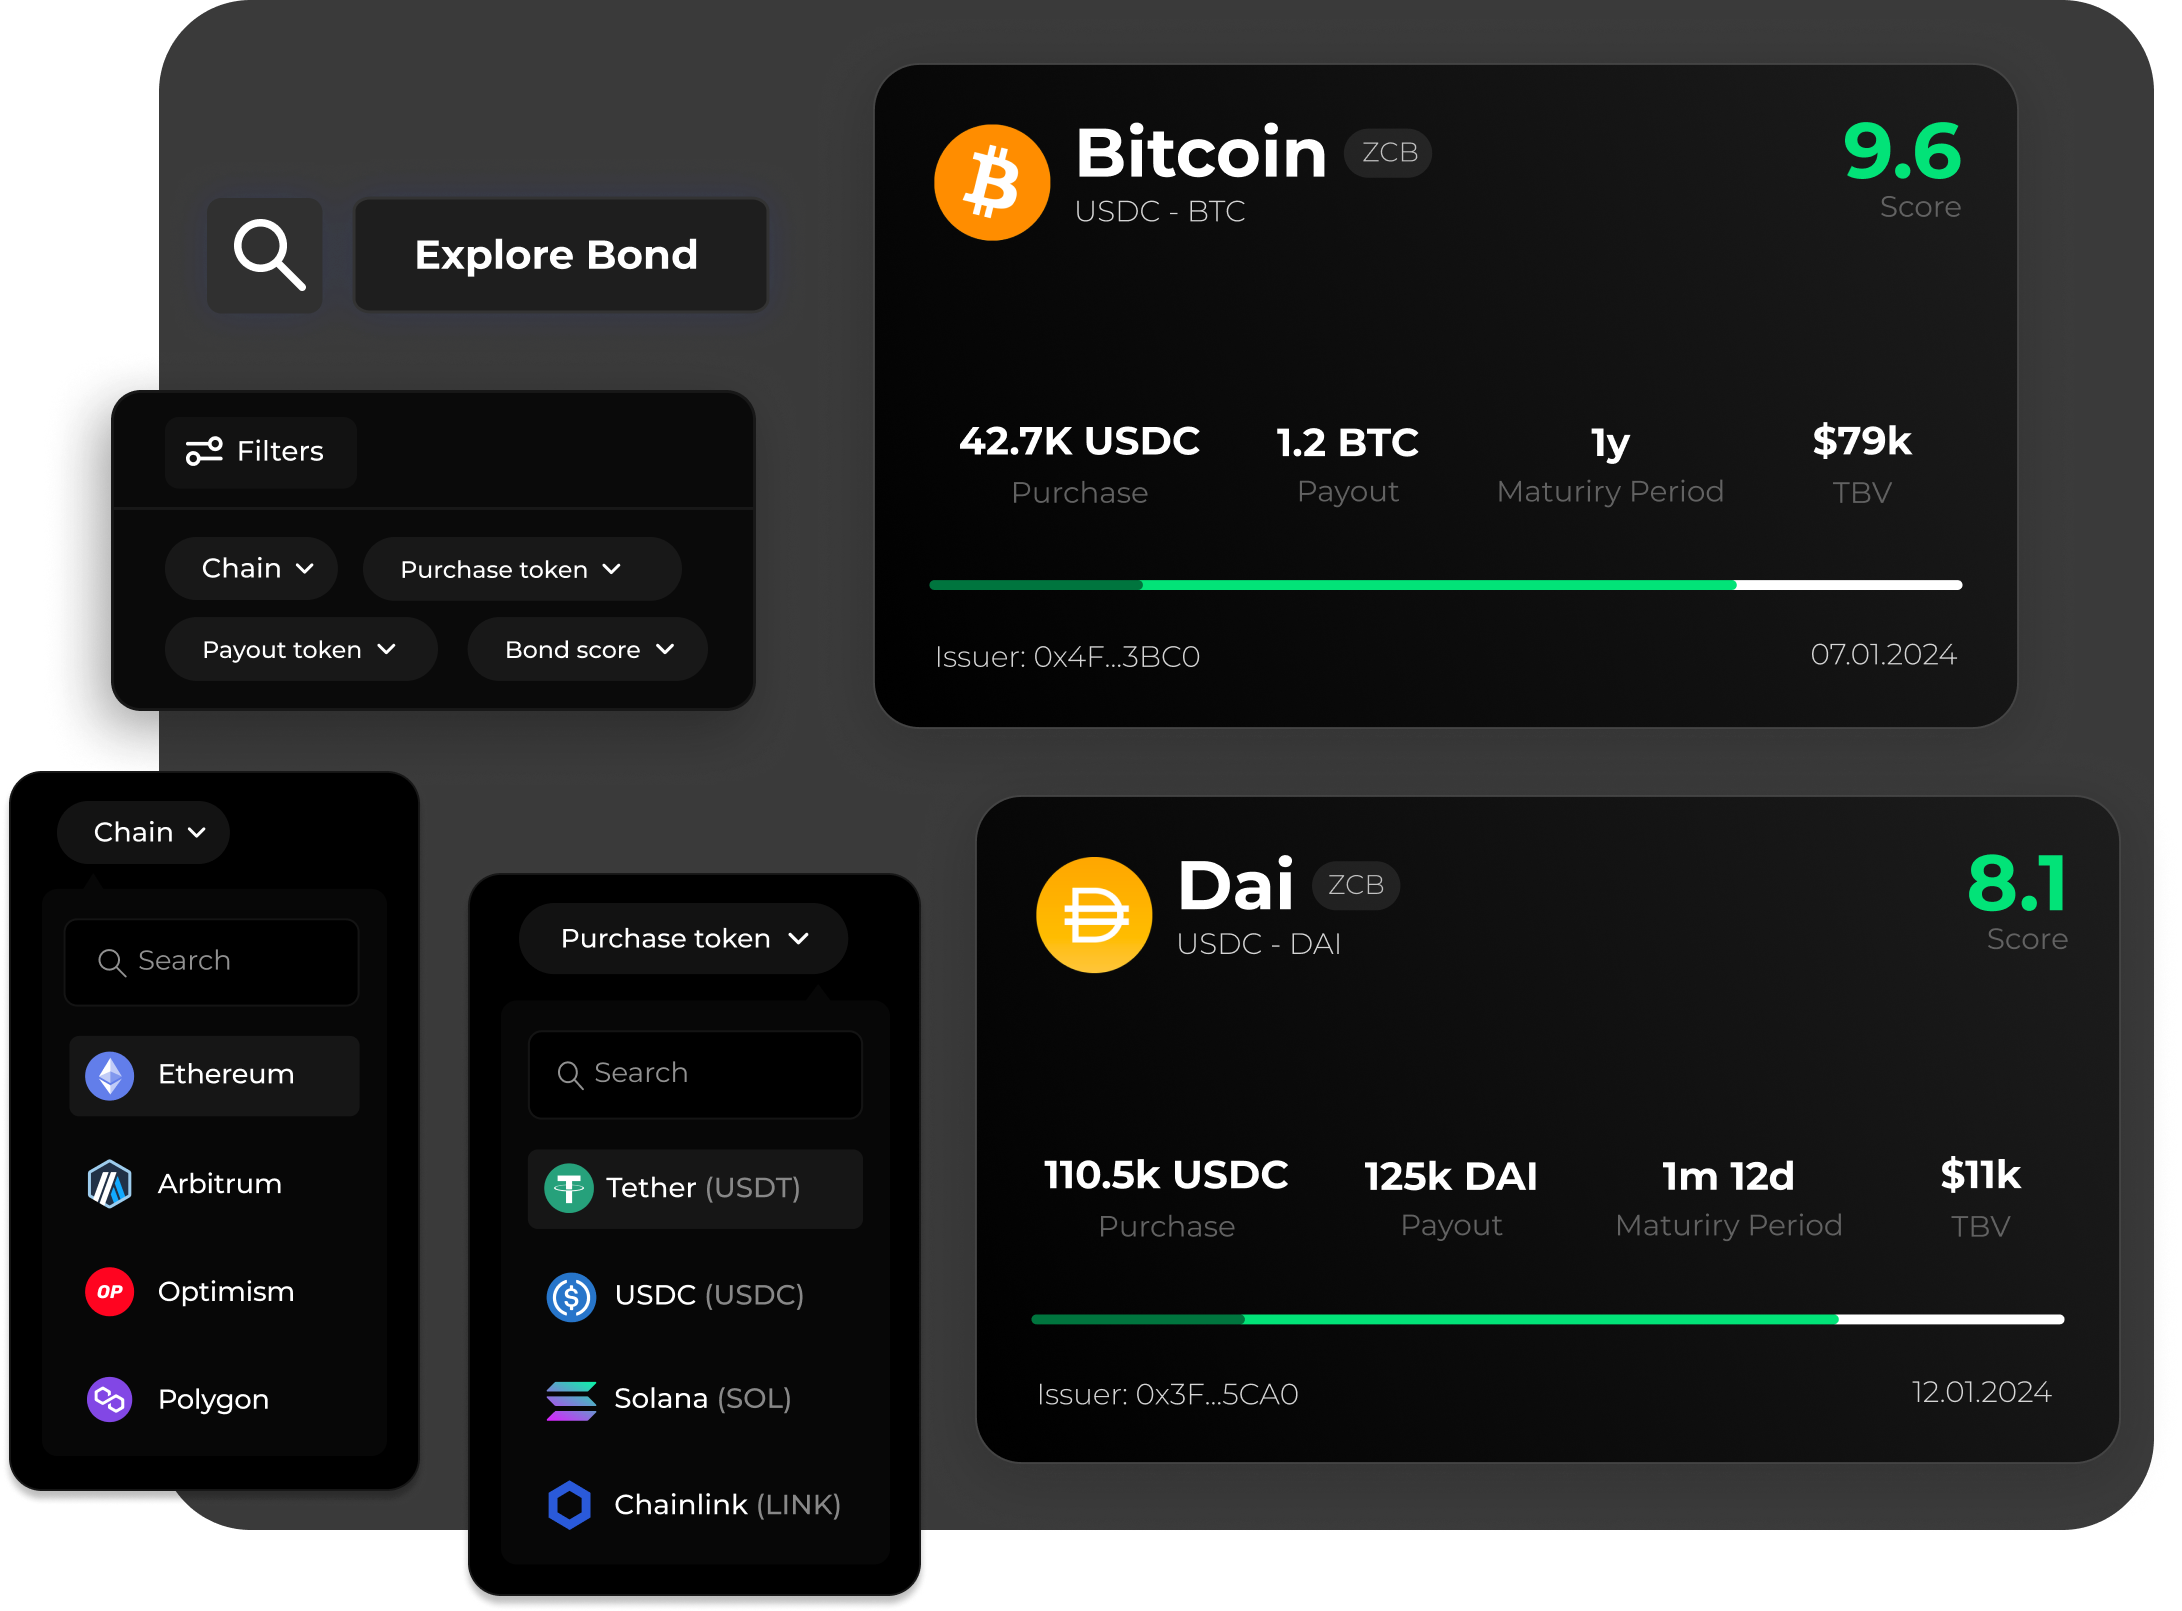 Explore Bond
Filters
Chain
Purchase token
Payout token
Bond score
Bitcoin ZCB
USDC - BTC
9.6
Score
42.7K USDC
Purchase
1.2 BTC
Payout
1y
Maturiry Period
$79k
TBV
Issuer: 0x4F...3BC0
07.01.2024
Chain
Search
Ethereum
Arbitrum
OP Optimism
Polygon
Purchase token
Search
Tether (USDT)
USDC (USDC)
Solana (SOL)
Chainlink (LINK)
Dai ZCB
USDC - DAI
8.1
Score
110.5k USDC
Purchase
125k DAI
Payout
1m 12d
Maturiry Period
$11k
TBV
Issuer: 0x3F...5CA0
12.01.2024